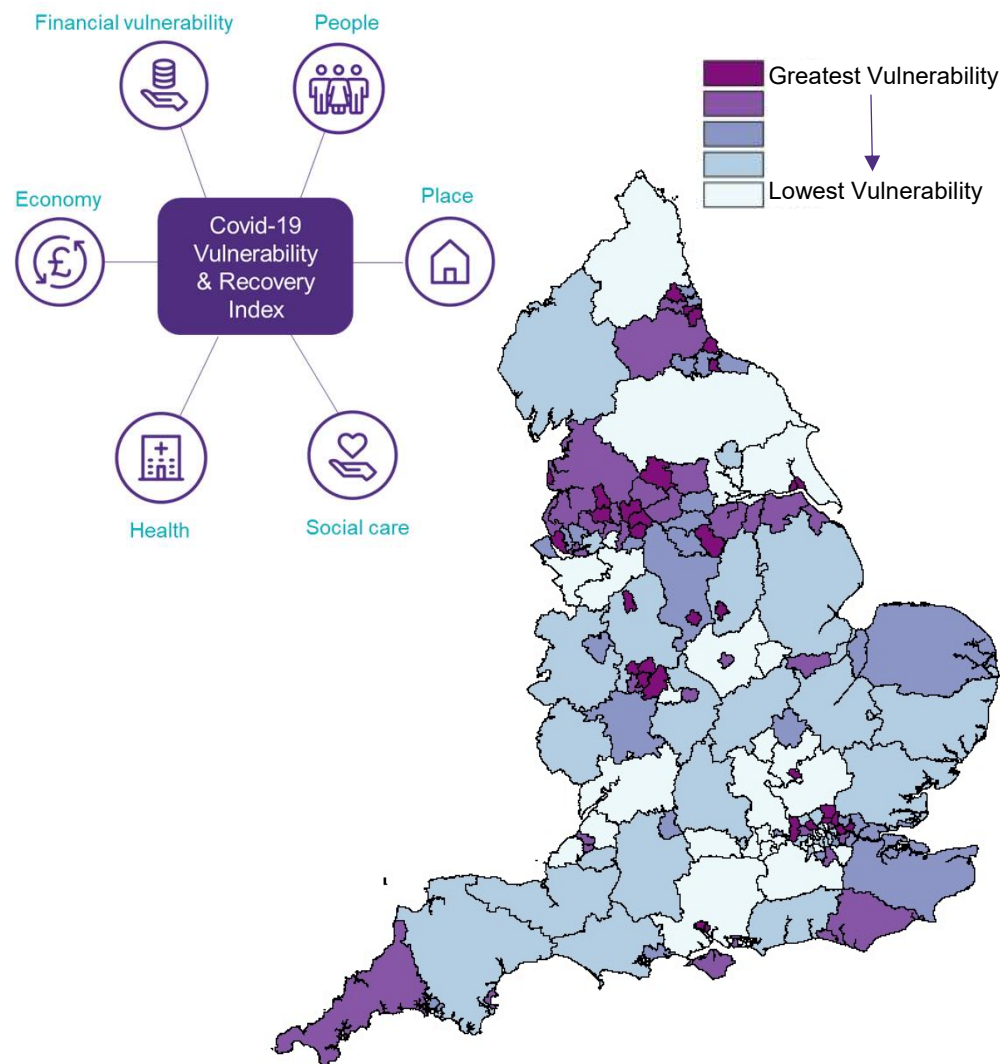 Financial vulnerability
People
Economy
Place
Covid-19
Vulnerability
& Recovery
Index
£
Health
Social care
Greatest Vulnerability
Lowest Vulnerability